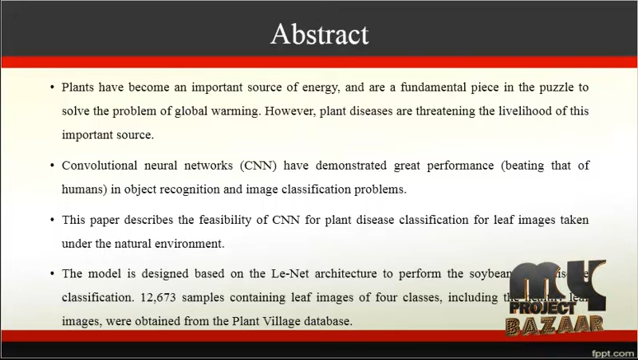 Abstract
• Plants have become an important source of energy, and are a fundamental piece in the puzzle to
solve the problem of global warming. However, plant diseases are threatening the livelihood of this
important source.
• Convolutional neural networks (CNN) have demonstrated great performance (beating that of
humans) in object recognition and image classification problems.
• This paper describes the feasibility of CNN for plant disease classification for leaf images taken
under the natural environment.
• The model is designed based on the Le-Net architecture to perform the soybean
classification. 12,673 samples containing leaf images of four classes, including the leaf
images, were obtained from the Plant Village database.
MY
PROJECT
BAZAAR
fppt.com